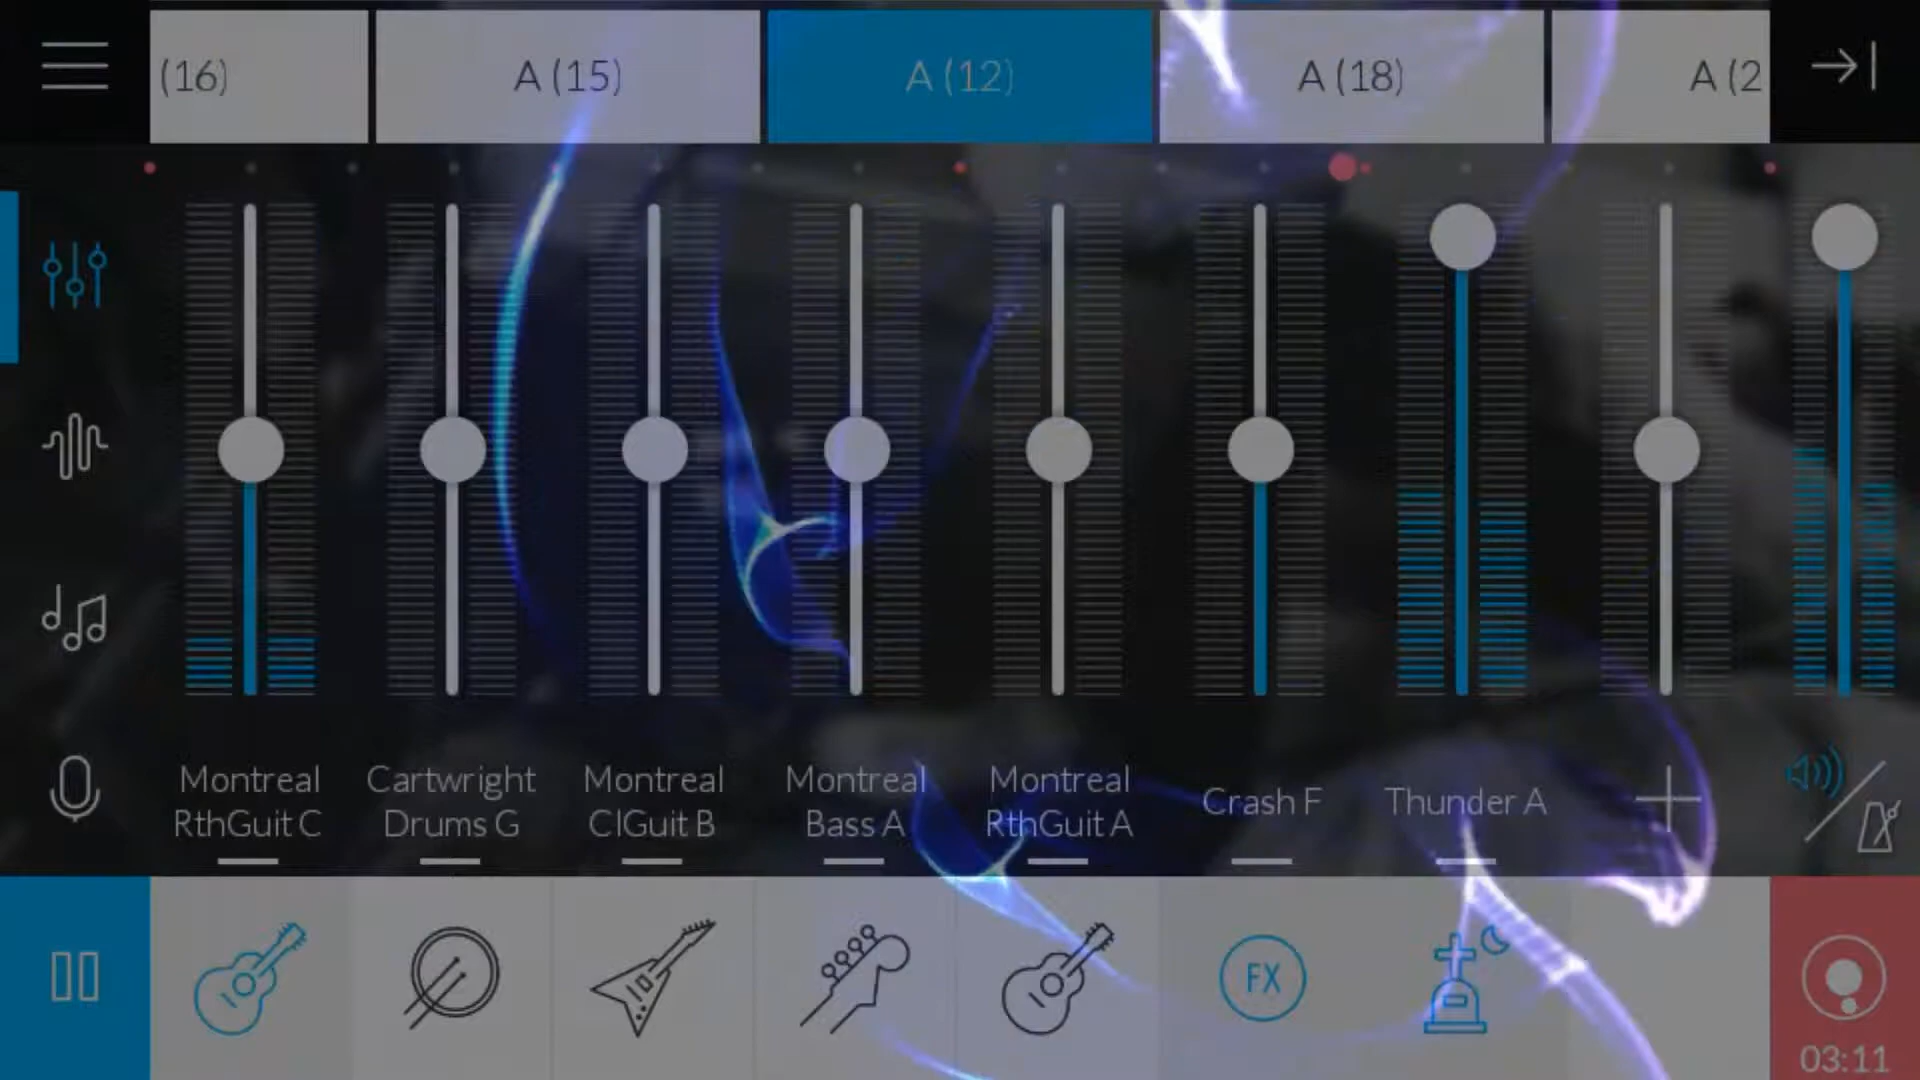 (16)
A (15)
A (12)
A (18)
A (2
Montreal
RthGuit C
Cartwright
Drums G
Montreal
ClGuit B
Montreal
Bass A
Montreal
RthGuit A
Crash F
Thunder A
FX
03:11